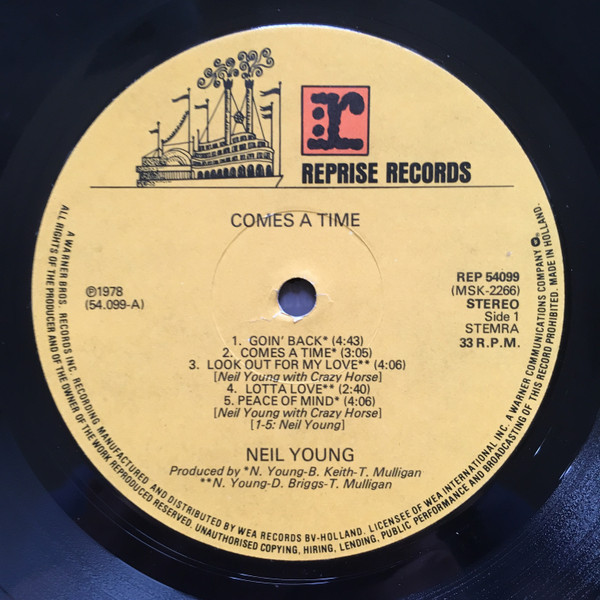 r
REPRISE RECORDS
COMES A TIME
℗1978
(54.099-A)
REP 54099
(MSK-2266)
STEREO
Side 1
STEMRA
33 R.P.M.
1. GOIN' BACK* (4:43)
2. COMES A TIME* (3:05)
3. LOOK OUT FOR MY LOVE** (4:06)
[Neil Young with Crazy Horse]
4. LOTTA LOVE** (2:40)
5. PEACE OF MIND* (4:06)
[Neil Young with Crazy Horse]
[1-5: Neil Young]
NEIL YOUNG
Produced by *N. Young-B. Keith-T. Mulligan
**N. Young-D. Briggs-T. Mulligan
A WARNER BROS. RECORDS INC. RECORDING MANUFACTURED AND DISTRIBUTED BY WEA RECORDS BV-HOLLAND. LICENSEE OF WEA INTERNATIONAL INC. A WARNER COMMUNICATIONS COMPANY. MADE IN HOLLAND.
ALL RIGHTS OF THE PRODUCER AND OF THE OWNER OF THE WORK REPRODUCED RESERVED. UNAUTHORISED COPYING, HIRING, LENDING, PUBLIC PERFORMANCE AND BROADCASTING OF THIS RECORD PROHIBITED.